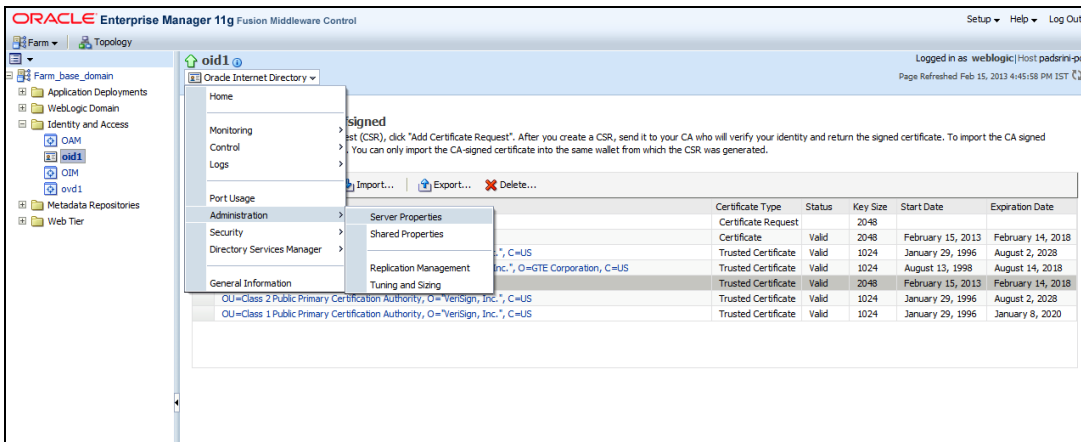 ORACLE Enterprise Manager 11g Fusion Middleware Control
Setup Help Log Out
Farm Topology
oid1
Logged in as weblogic|Host
Oracle Internet Directory
Page Refreshed Feb 15, 2013 4:45:58 PM IST
Farm_base_domain
Application Deployments
WebLogic Domain
Identity and Access
OAM
oid1
OIM
ovd1
Metadata Repositories
Web Tier
Home
Monitoring
Control
Logs
Port Usage
Administration
Security
Directory Services Manager
General Information
Server Properties
Shared Properties
Replication Management
Tuning and Sizing
(CSR), click "Add Certificate Request". After you create a CSR, send it to your CA who will verify your identity and return the signed certificate. To import the CA signed
. You can only import the CA-signed certificate into the same wallet from which the CSR was generated.
Import... Export... Delete...
Certificate Type Status Key Size Start Date Expiration Date
Certificate Request 2048
Certificate Valid 2048 February 15, 2013 February 14, 2018
", C=US Trusted Certificate Valid 1024 January 29, 1996 August 2, 2028
Inc.", O=GTE Corporation, C=US Trusted Certificate Valid 1024 August 13, 1998 August 14, 2018
Trusted Certificate Valid 2048 February 15, 2013 February 14, 2018
OU=Class 2 Public Primary Certification Authority, O="VeriSign, Inc.", C=US Trusted Certificate Valid 1024 January 29, 1996 August 2, 2028
OU=Class 1 Public Primary Certification Authority, O="VeriSign, Inc.", C=US Trusted Certificate Valid 1024 January 29, 1996 January 8, 2020